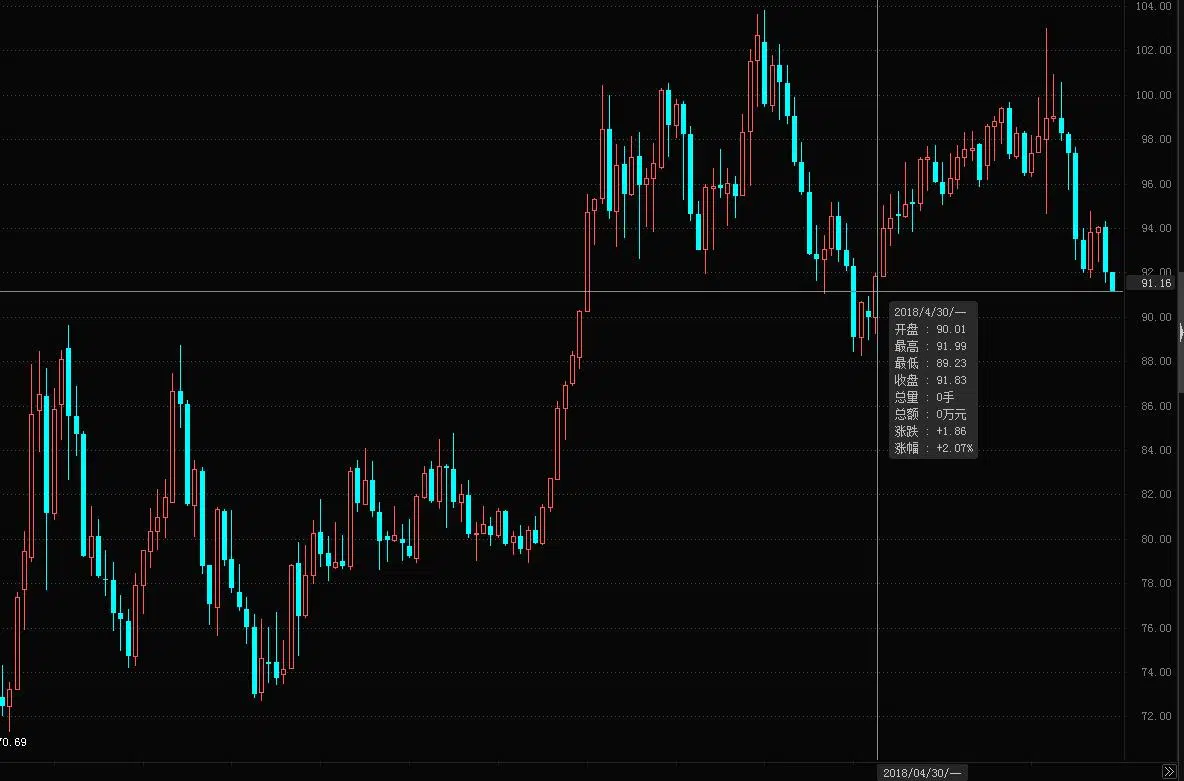 104.00
102.00
100.00
98.00
96.00
94.00
92.00
91.16
90.00
2018/4/30/一
开盘 : 90.01
最高 : 91.99
最低 : 89.23
收盘 : 91.83
总量 : 0手
总额 : 0万元
涨跌 : +1.86
涨幅 : +2.07%
88.00
86.00
84.00
82.00
80.00
78.00
76.00
74.00
72.00
70.69
2018/04/30/一